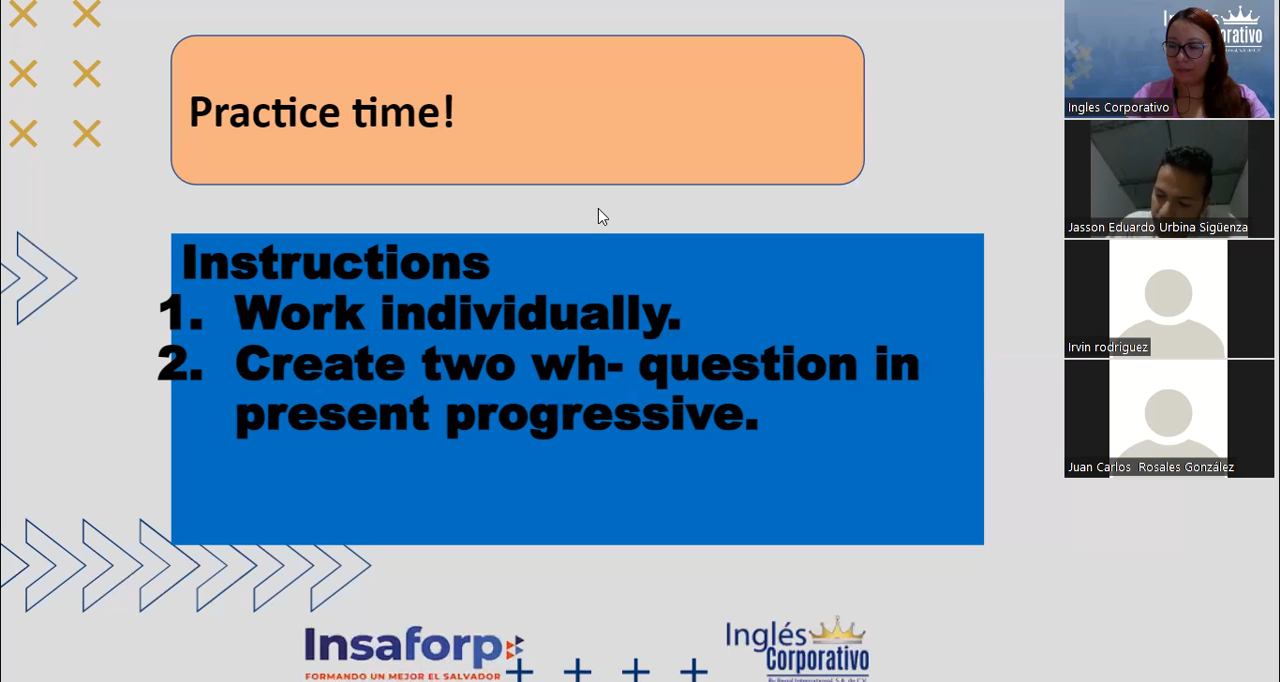 Practice time!
Instructions
1. Work individually.
2. Create two wh- question in
present progressive.
Insaforp
FORMANDO UN MEJOR EL SALVADOR
Inglés
Corporativo
Ingles Corporativo
Jasson Eduardo Urbina Sigüenza
Irvin rodriguez
Juan Carlos Rosales González